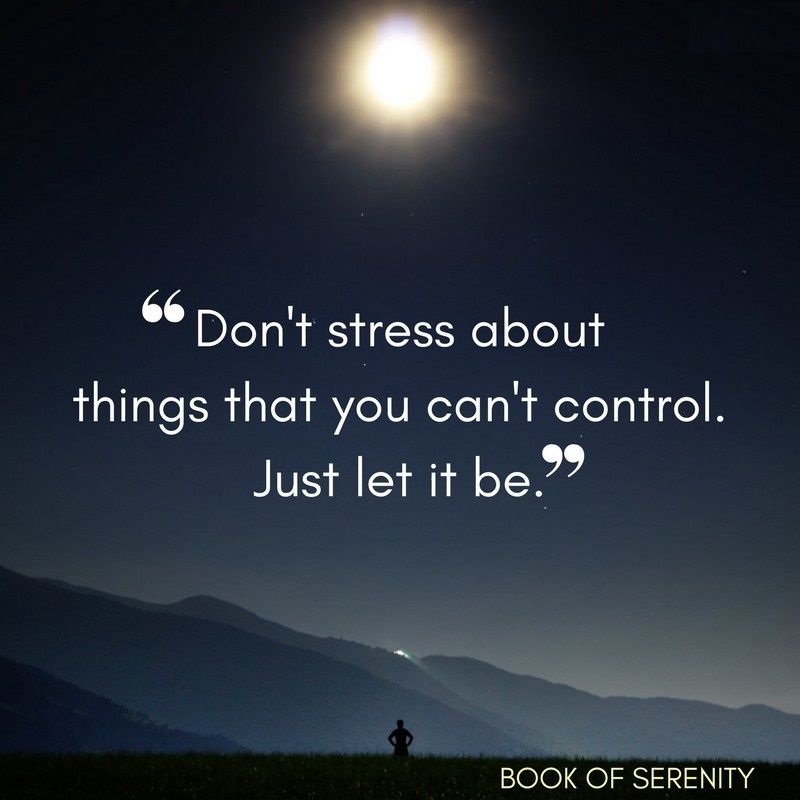 “Don't stress about
things that you can't control.
Just let it be.”
BOOK OF SERENITY